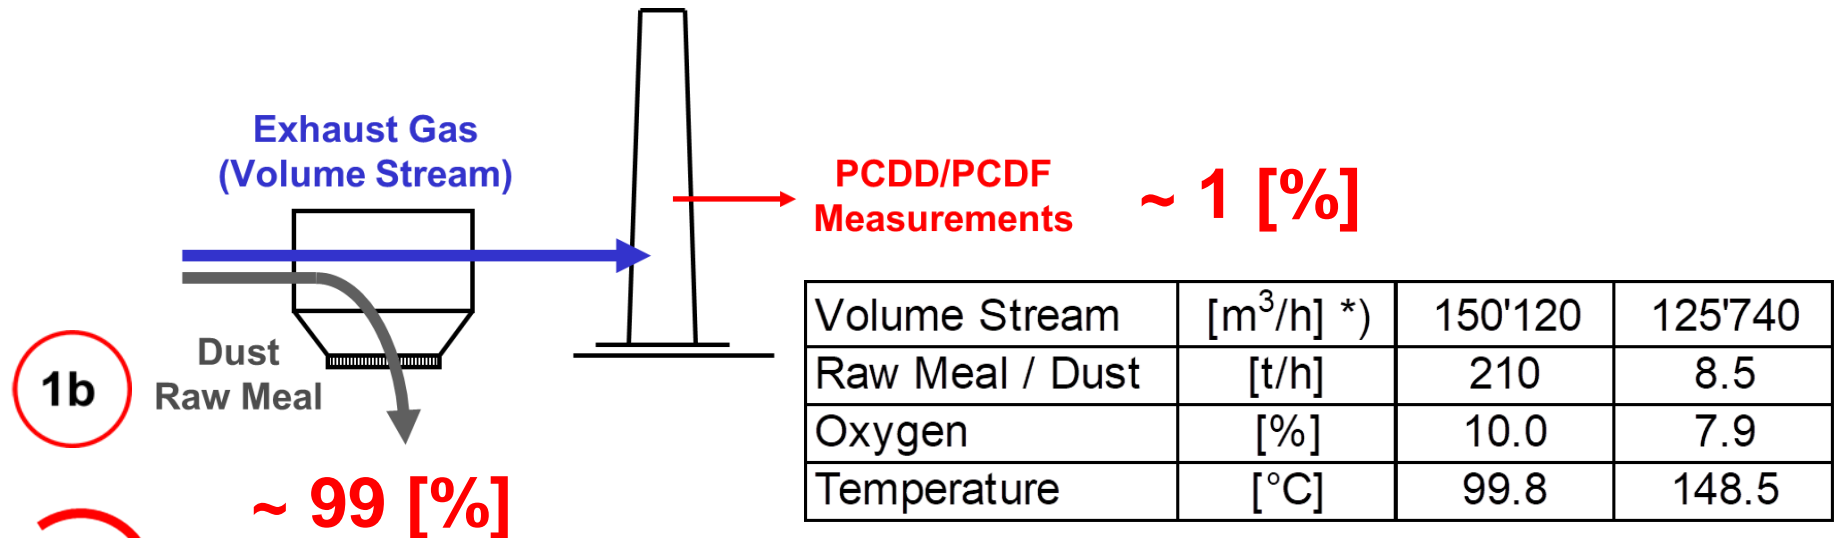 Exhaust Gas
(Volume Stream)
PCDD/PCDF
Measurements
~ 1 [%]
Dust
Raw Meal
1b
~ 99 [%]
Volume Stream [m³/h] *) 150'120 125'740
Raw Meal / Dust [t/h] 210 8.5
Oxygen [%] 10.0 7.9
Temperature [°C] 99.8 148.5